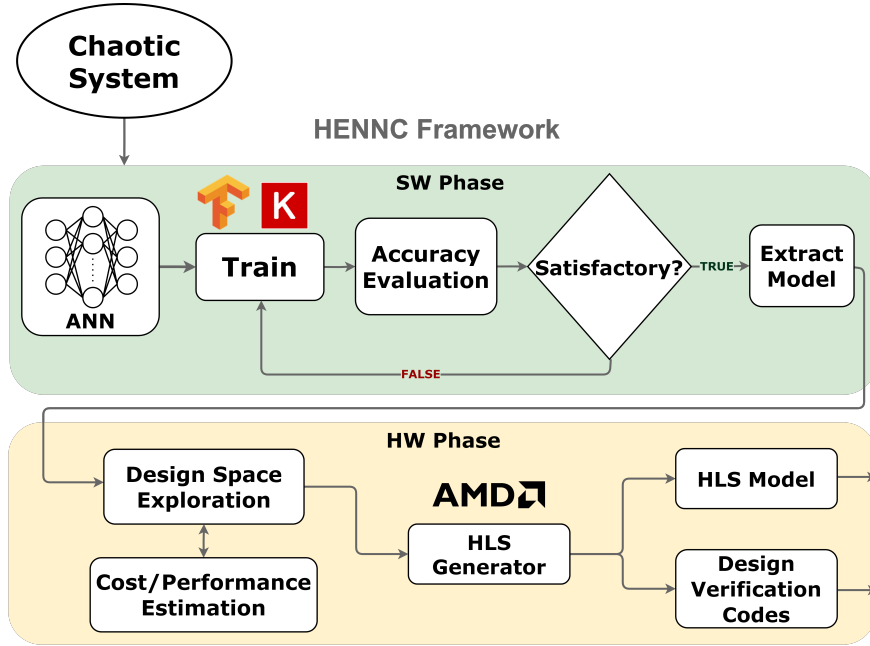 Chaotic
System
HENNC Framework
SW Phase
K
ANN
Train
Accuracy
Evaluation
Satisfactory?
TRUE
Extract
Model
FALSE
HW Phase
Design Space
Exploration
Cost/Performance
Estimation
AMD
HLS
Generator
HLS Model
Design
Verification
Codes